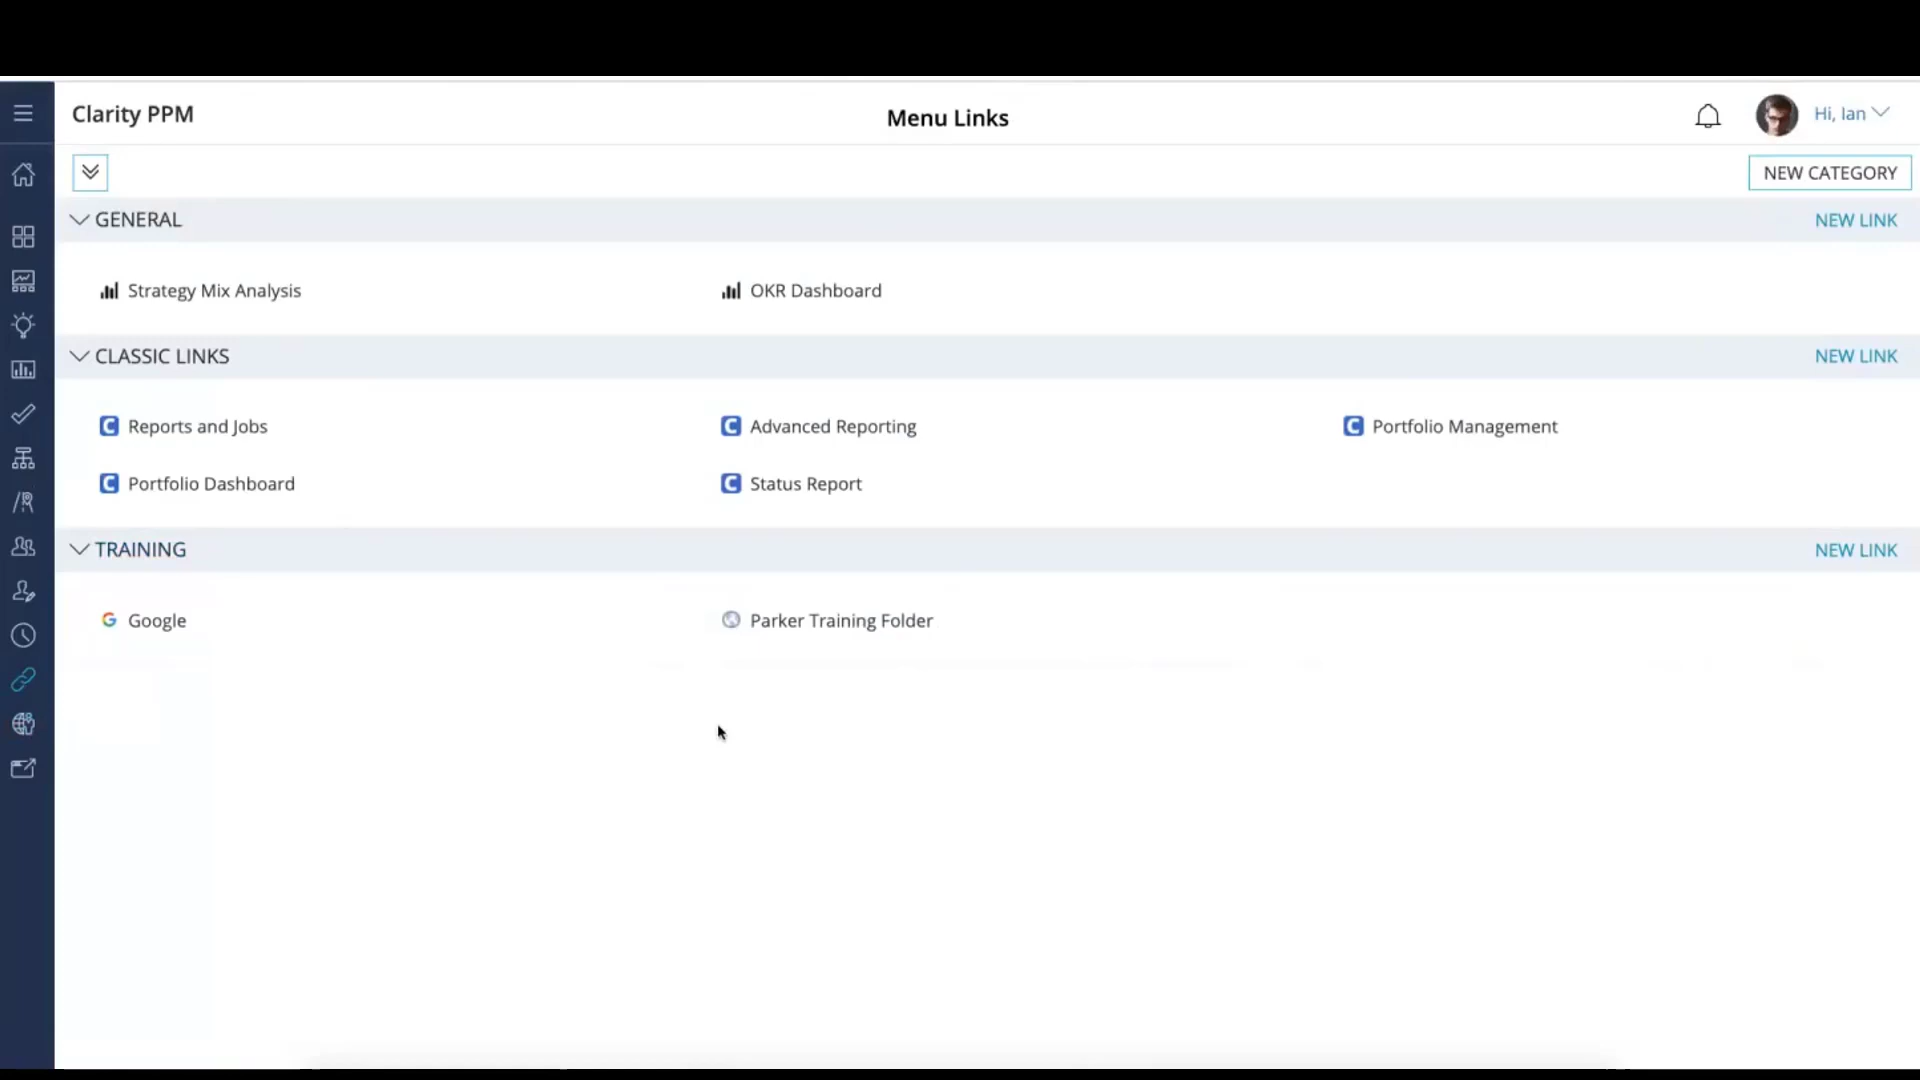 Clarity PPM
Menu Links
Hi, Ian
NEW CATEGORY
GENERAL
NEW LINK
Strategy Mix Analysis
OKR Dashboard
CLASSIC LINKS
NEW LINK
Reports and Jobs
Advanced Reporting
Portfolio Management
Portfolio Dashboard
Status Report
TRAINING
NEW LINK
Google
Parker Training Folder